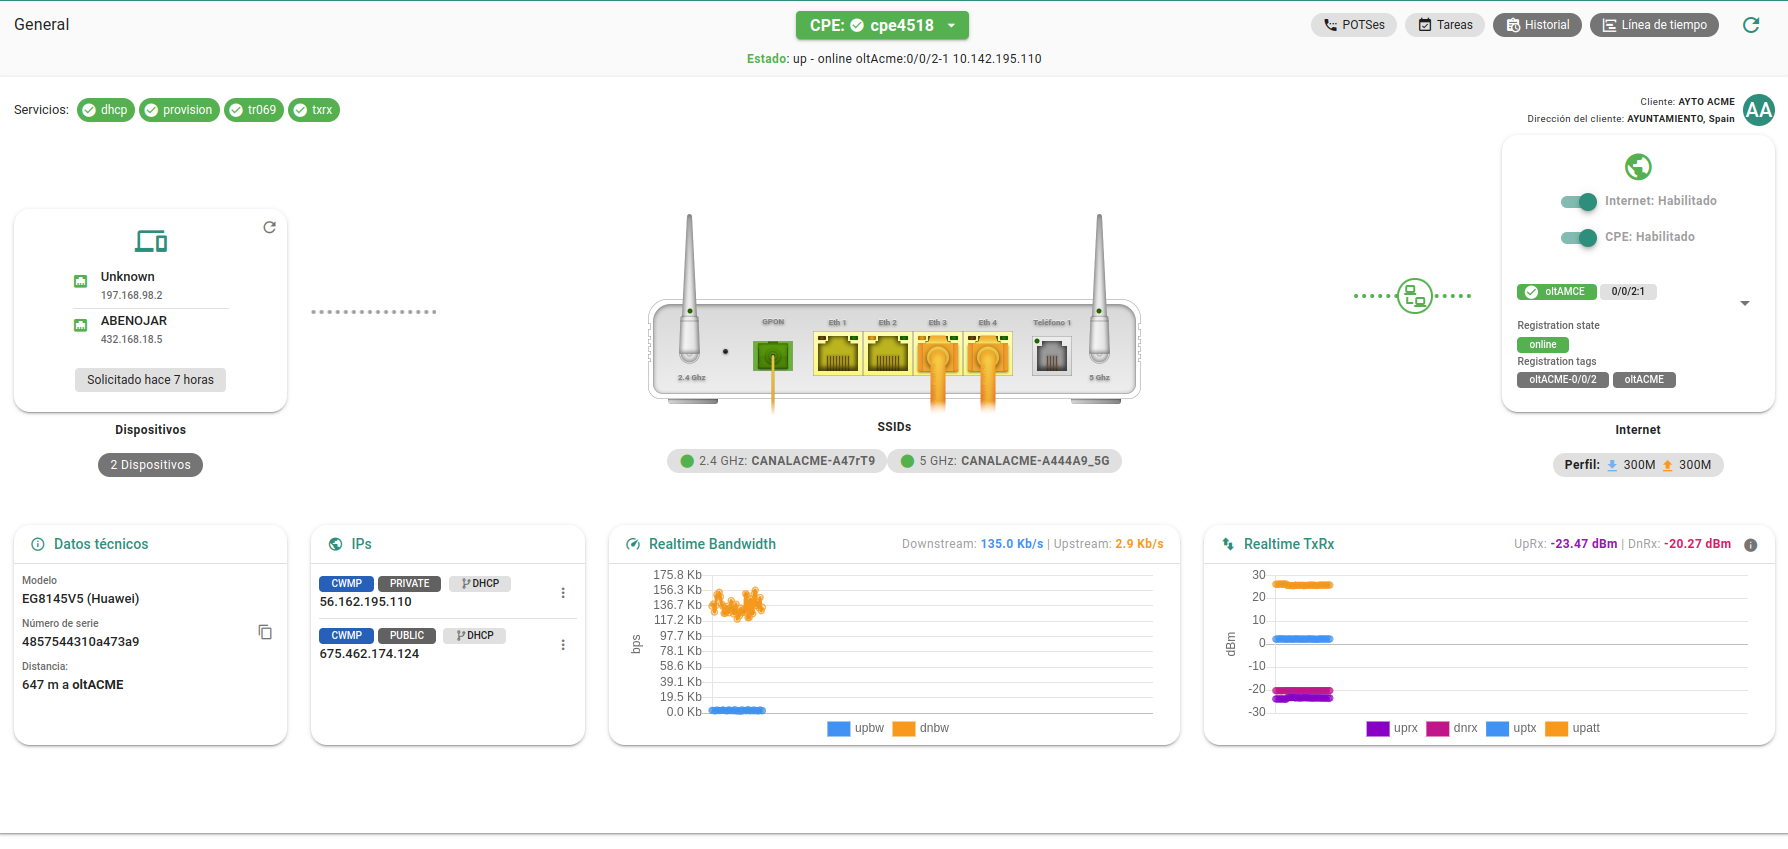 General
CPE: cpe4518
POTSes
Tareas
Historial
Línea de tiempo
Estado: up - online oltAcme:0/0/2-1 10.142.195.110
Servicios: dhcp provision tr069 txrx
Cliente: AYTO ACME
Dirección del cliente: AYUNTAMIENTO, Spain
AA
Unknown
197.168.98.2
ABENOJAR
432.168.18.5
Solicitado hace 7 horas
Dispositivos
2 Dispositivos
GPON
Eth 1
Eth 2
Eth 3
Eth 4
Teléfono 1
2.4 Ghz
5 Ghz
SSIDs
2.4 GHz: CANALACME-A47rT9
5 GHz: CANALACME-A444A9_5G
Internet: Habilitado
CPE: Habilitado
oltAMCE 0/0/2:1
Registration state
online
Registration tags
oltACME-0/0/2 oltACME
Internet
Perfil: 300M 300M
Datos técnicos
Modelo
EG8145V5 (Huawei)
Número de serie
4857544310a473a9
Distancia:
647 m a oltACME
IPs
CWMP PRIVATE DHCP
56.162.195.110
CWMP PUBLIC DHCP
675.462.174.124
Realtime Bandwidth
Downstream: 135.0 Kb/s | Upstream: 2.9 Kb/s
175.8 Kb
156.3 Kb
136.7 Kb
117.2 Kb
97.7 Kb
78.1 Kb
58.6 Kb
39.1 Kb
19.5 Kb
0.0 Kb
bps
upbw dnbw
Realtime TxRx
UpRx: -23.47 dBm | DnRx: -20.27 dBm
30
20
10
0
-10
-20
-30
dBm
uprx dnrx uptx upatt